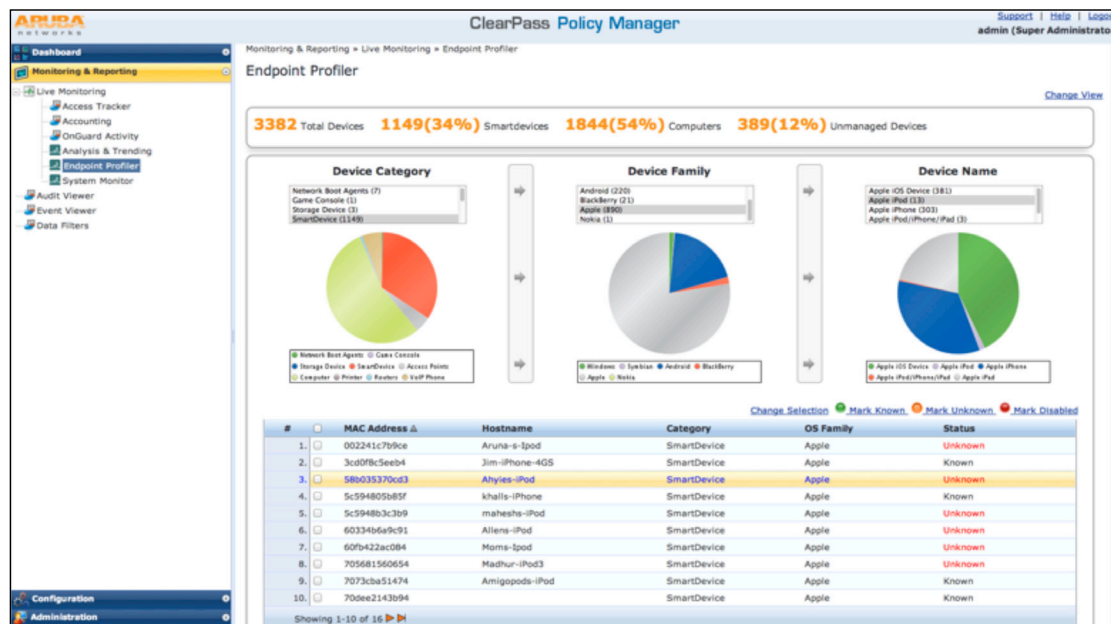 ARUBA
networks
ClearPass Policy Manager
Support | Help | Logou
admin (Super Administrato
Dashboard
Monitoring & Reporting
Live Monitoring
Access Tracker
Accounting
OnGuard Activity
Analysis & Trending
Endpoint Profiler
System Monitor
Audit Viewer
Event Viewer
Data Filters
Configuration
Administration
Monitoring & Reporting » Live Monitoring » Endpoint Profiler
Endpoint Profiler
Change View
3382 Total Devices 1149(34%) Smartdevices 1844(54%) Computers 389(12%) Unmanaged Devices
Device Category
Network Boot Agents (7)
Game Console (1)
Storage Device (3)
SmartDevice (1149)
Network Boot Agents Game Console
Storage Device SmartDevice Access Points
Computer Printer Routers VoIP Phone
Device Family
Android (220)
BlackBerry (21)
Apple (890)
Nokia (1)
Windows Symbian Android BlackBerry
Apple Nokia
Device Name
Apple iOS Device (381)
Apple iPod (13)
Apple iPhone (303)
Apple iPod/iPhone/iPad (3)
Apple iOS Device Apple iPod Apple iPhone
Apple iPod/iPhone/iPad Apple iPad
Change Selection Mark Known Mark Unknown Mark Disabled
# MAC Address Hostname Category OS Family Status
1. 002241c7b9ce Aruna-s-Ipod SmartDevice Apple Unknown
2. 3cd0f8c5eeb4 Jim-iPhone-4GS SmartDevice Apple Known
3. 58b035370cd3 Ahyies-iPod SmartDevice Apple Unknown
4. 5c594805b85f khalls-iPhone SmartDevice Apple Known
5. 5c5948b3c3b9 maheshs-iPod SmartDevice Apple Unknown
6. 60334b6a9c91 Allens-iPod SmartDevice Apple Unknown
7. 60fb422ac084 Moms-Ipod SmartDevice Apple Unknown
8. 705681560654 Madhur-iPod3 SmartDevice Apple Unknown
9. 7073cba51474 Amigopods-iPod SmartDevice Apple Known
10. 70dee2143b94 SmartDevice Apple Known
Showing 1-10 of 16